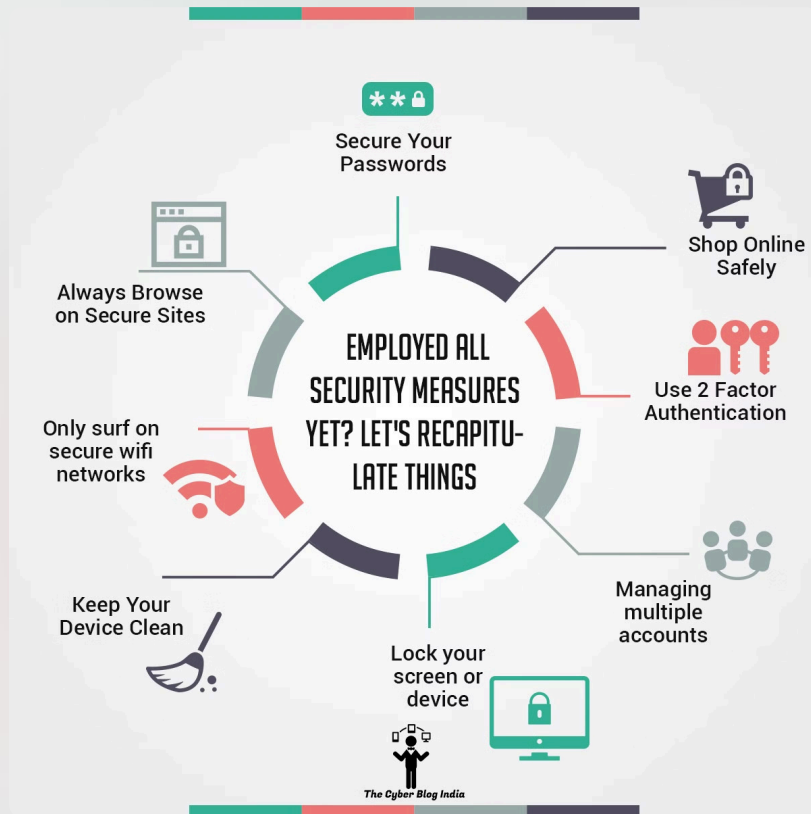 Secure Your
Passwords
Shop Online
Safely
Use 2 Factor
Authentication
Managing
multiple
accounts
Lock your
screen or
device
Keep Your
Device Clean
Only surf on
secure wifi
networks
Always Browse
on Secure Sites
EMPLOYED ALL
SECURITY MEASURES
YET? LET'S RECAPITU-
LATE THINGS
The Cyber Blog India